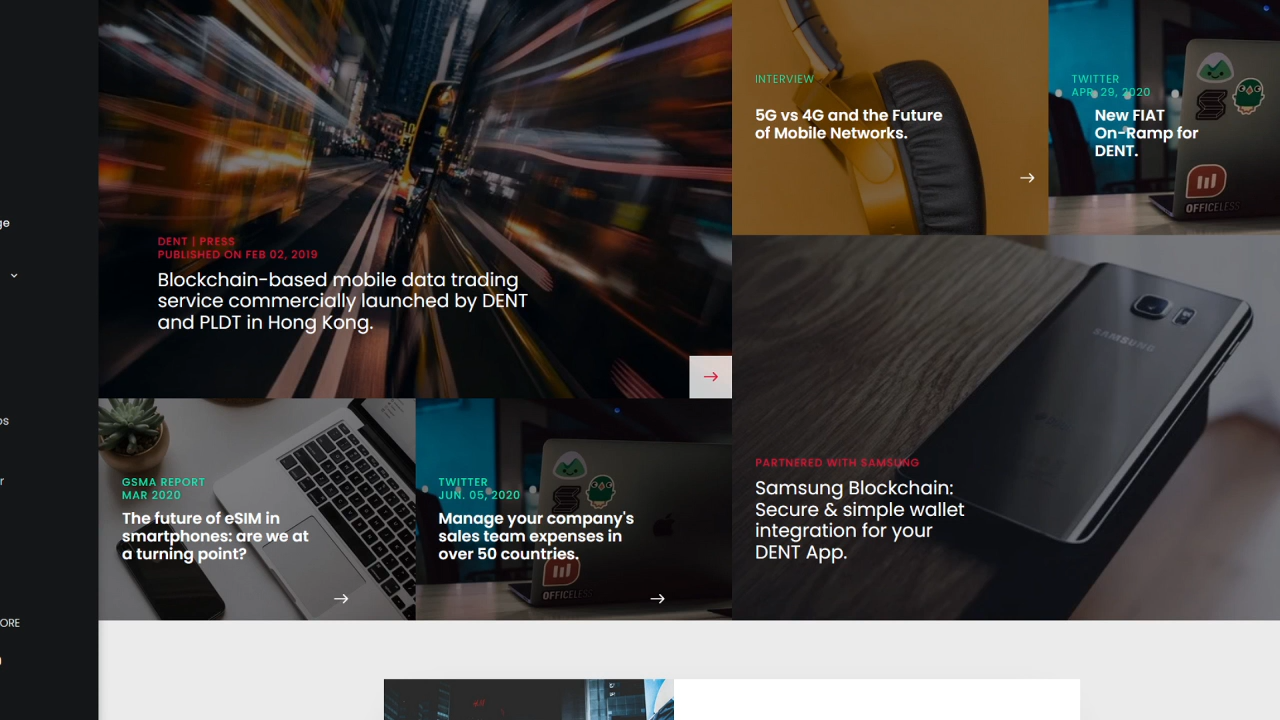 ge
os
r
ORE
DENT | PRESS
PUBLISHED ON FEB 02, 2019
Blockchain-based mobile data trading
service commercially launched by DENT
and PLDT in Hong Kong.
INTERVIEW
5G vs 4G and the Future
of Mobile Networks.
TWITTER
APR. 29, 2020
New FIAT
On-Ramp for
DENT.
OFFICELESS
GSMA REPORT
MAR 2020
The future of eSIM in
smartphones: are we at
a turning point?
TWITTER
JUN. 05, 2020
Manage your company's
sales team expenses in
over 50 countries.
OFFICELESS
SAMSUNG
PARTNERED WITH SAMSUNG
Samsung Blockchain:
Secure & simple wallet
integration for your
DENT App.